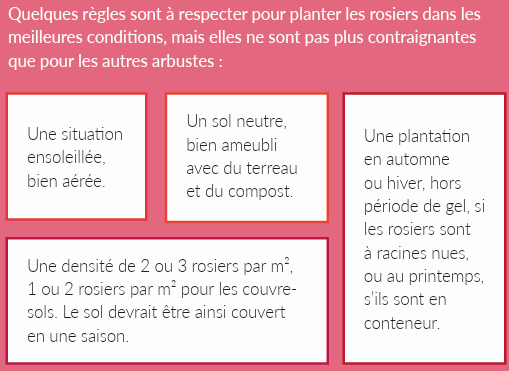 Quelques règles sont à respecter pour planter les rosiers dans les
meilleures conditions, mais elles ne sont pas plus contraignantes
que pour les autres arbustes :
Une situation
ensoleillée,
bien aérée.
Un sol neutre,
bien ameubli
avec du terreau
et du compost.
Une plantation
en automne
ou hiver, hors
période de gel, si
les rosiers sont
à racines nues,
ou au printemps,
s'ils sont en
conteneur.
Une densité de 2 ou 3 rosiers par m²,
1 ou 2 rosiers par m² pour les couvre-
sols. Le sol devrait être ainsi couvert
en une saison.